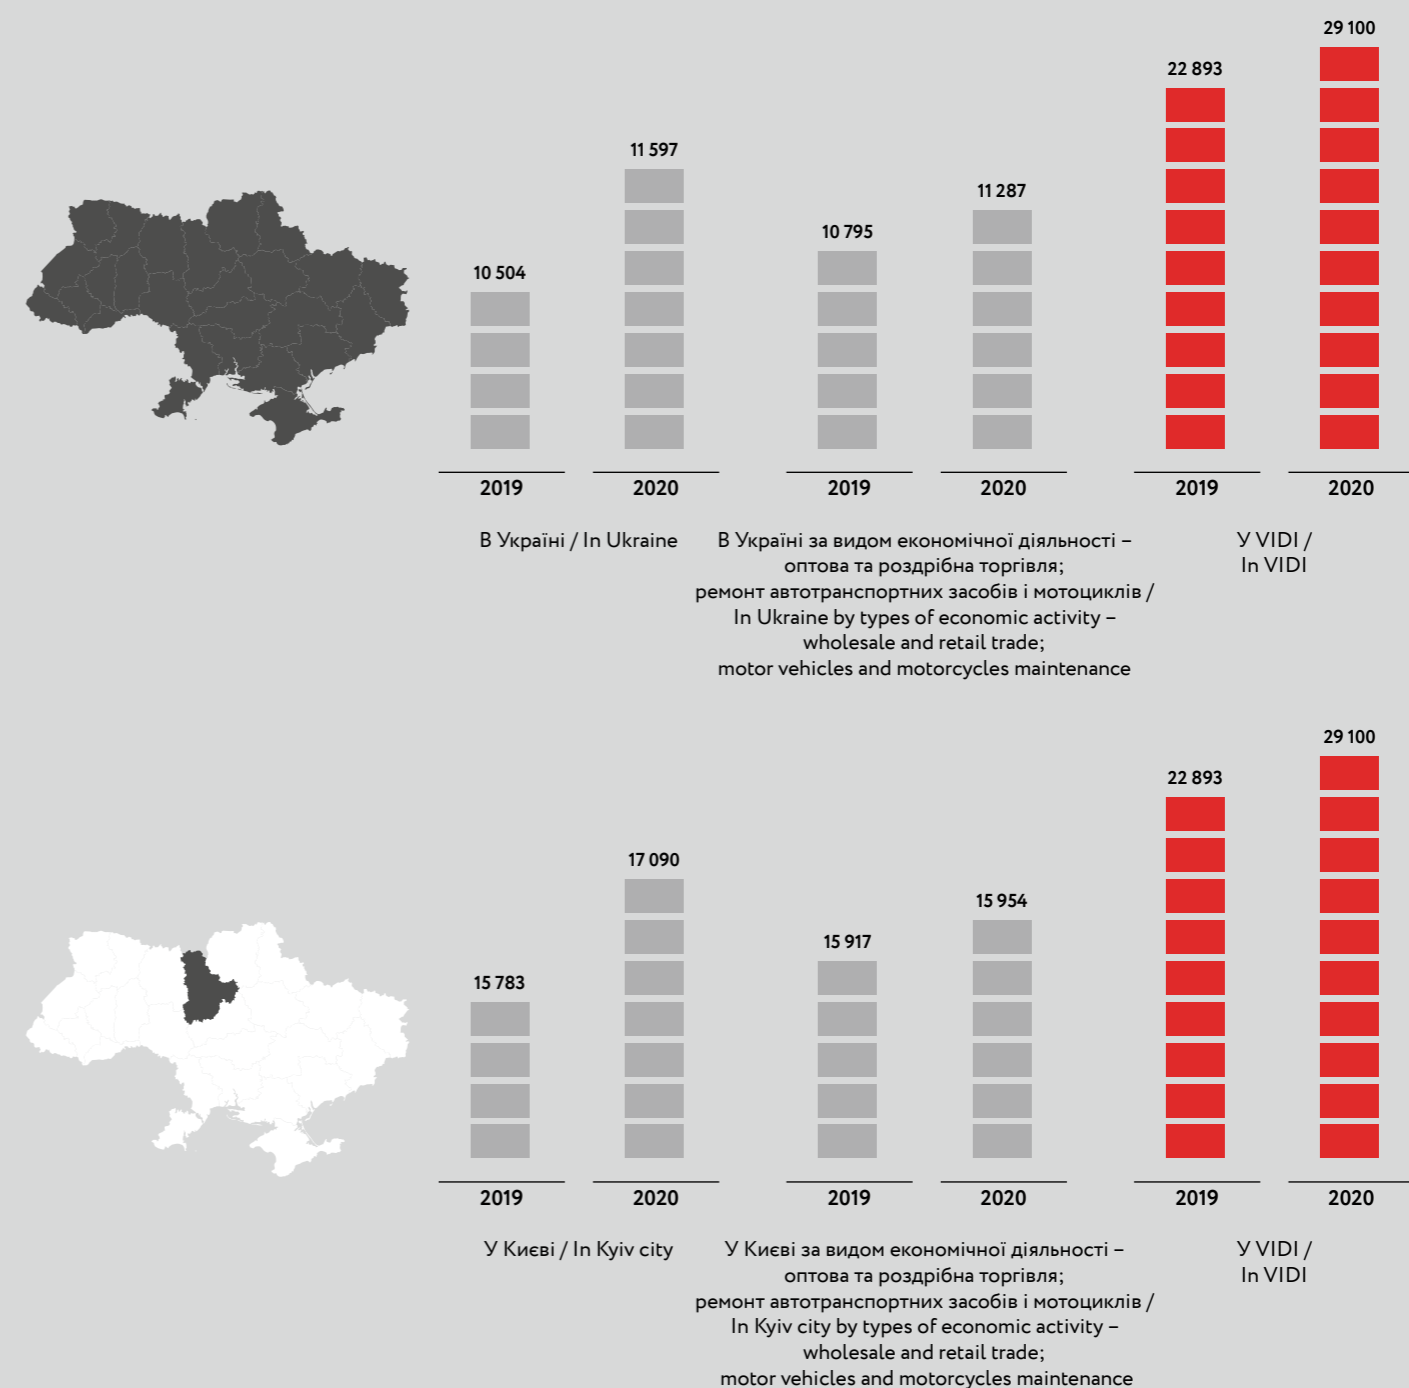 29 100
22 893
11 597
11 287
10 795
10 504
2019
2020
2019
2020
2019
2020
В Україні / In Ukraine
В Україні за видом економічної діяльності –
оптова та роздрібна торгівля;
ремонт автотранспортних засобів і мотоциклів /
In Ukraine by types of economic activity –
wholesale and retail trade;
motor vehicles and motorcycles maintenance
У VIDI /
In VIDI
29 100
22 893
17 090
15 954
15 917
15 783
2019
2020
2019
2020
2019
2020
У Києві / In Kyiv city
У Києві за видом економічної діяльності –
оптова та роздрібна торгівля;
ремонт автотранспортних засобів і мотоциклів /
In Kyiv city by types of economic activity –
wholesale and retail trade;
motor vehicles and motorcycles maintenance
У VIDI /
In VIDI